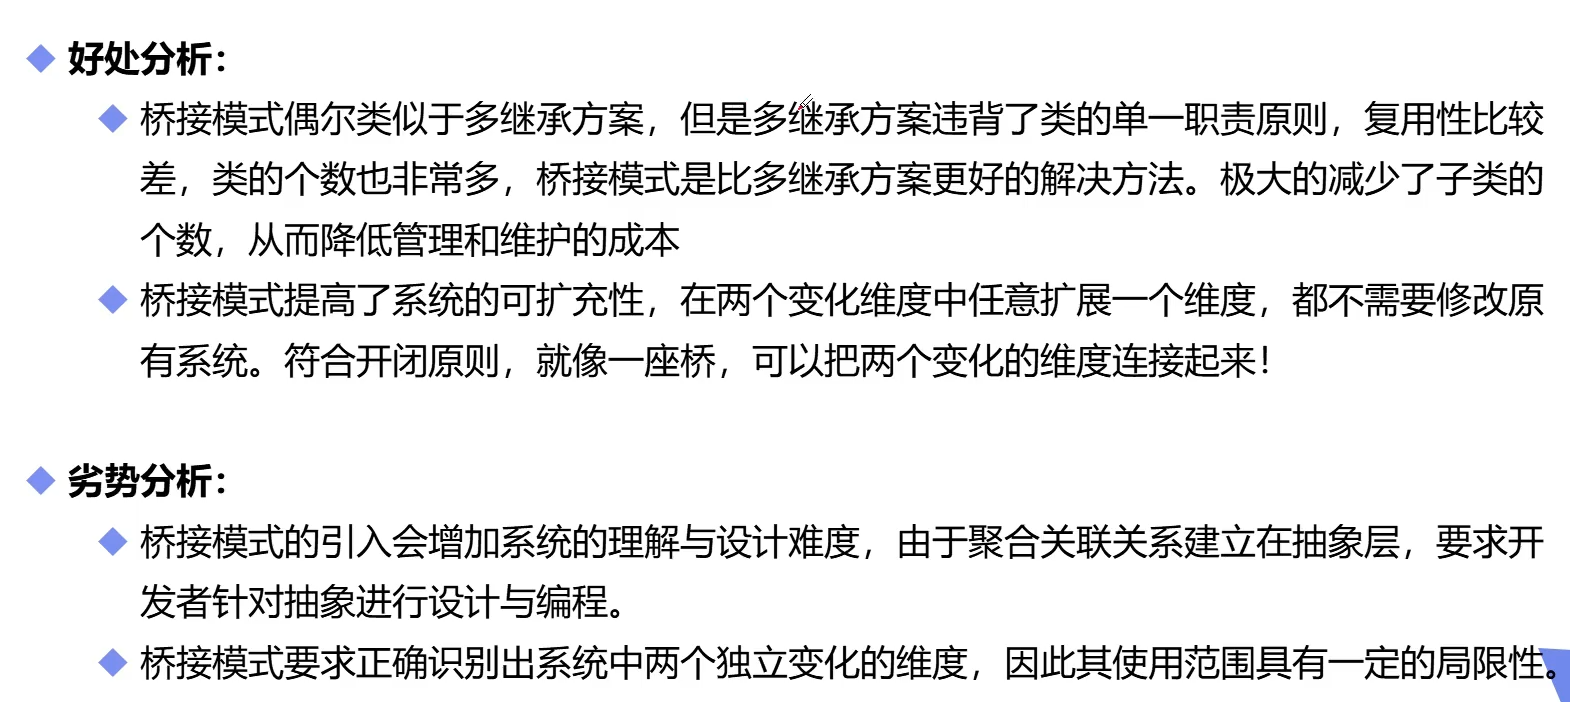 好处分析：
桥接模式偶尔类似于多继承方案，但是多继承方案违背了类的单一职责原则，复用性比较
差，类的个数也非常多，桥接模式是比多继承方案更好的解决方法。极大的减少了子类的
个数，从而降低管理和维护的成本
桥接模式提高了系统的可扩充性，在两个变化维度中任意扩展一个维度，都不需要修改原
有系统。符合开闭原则，就像一座桥，可以把两个变化的维度连接起来！
劣势分析：
桥接模式的引入会增加系统的理解与设计难度，由于聚合关联关系建立在抽象层，要求开
发者针对抽象进行设计与编程。
桥接模式要求正确识别出系统中两个独立变化的维度，因此其使用范围具有一定的局限性。